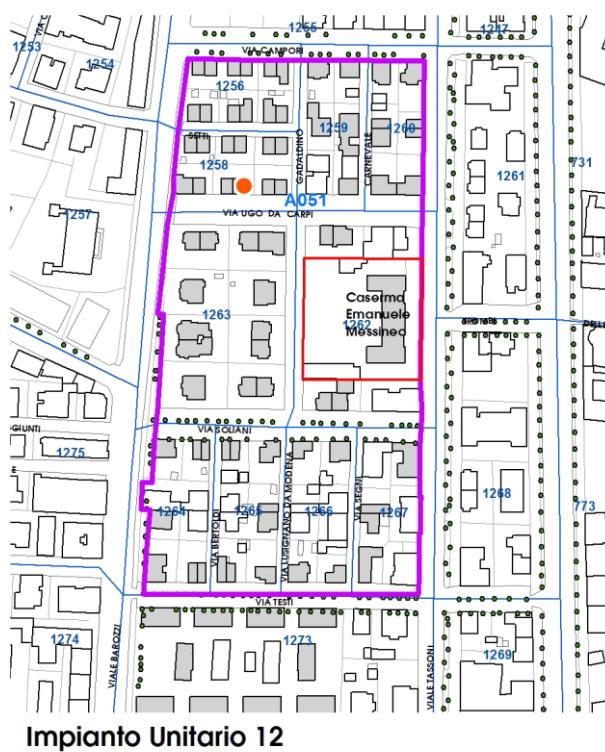 1255
1217
VIA CAMPORI
1253
1254
1256
1259
1260
SETTI
1258
GADALDINO
CARNEVALE
1261
731
A051
1257
VIA UGO DA CARPI
Caserma
Emanuele
1262
Messineo
1263
VIA SOLIANI
GIUNTI
1275
E
1264
VIA BERTOLDI
1265
VIA LUSIGNANO DA MODENA
1266
VIA SEGNI
1267
1268
773
VIA TESTI
1274
VIALE BAROZZI
1273
VIALE TASSONI
1269
Impianto Unitario 12